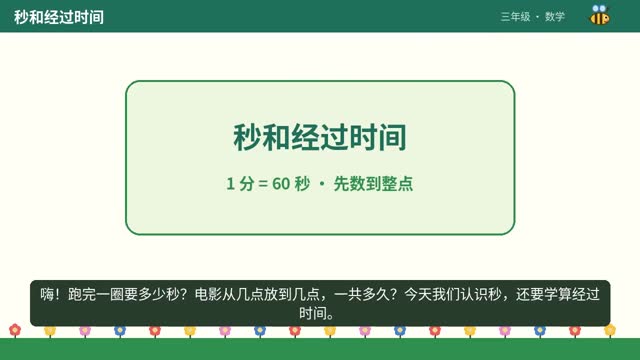 秒和经过时间
三年级 · 数学
秒和经过时间
1 分 = 60 秒 · 先数到整点
嗨！跑完一圈要多少秒？电影从几点放到几点，一共多久？今天我们认识秒，还要学算经过
时间。